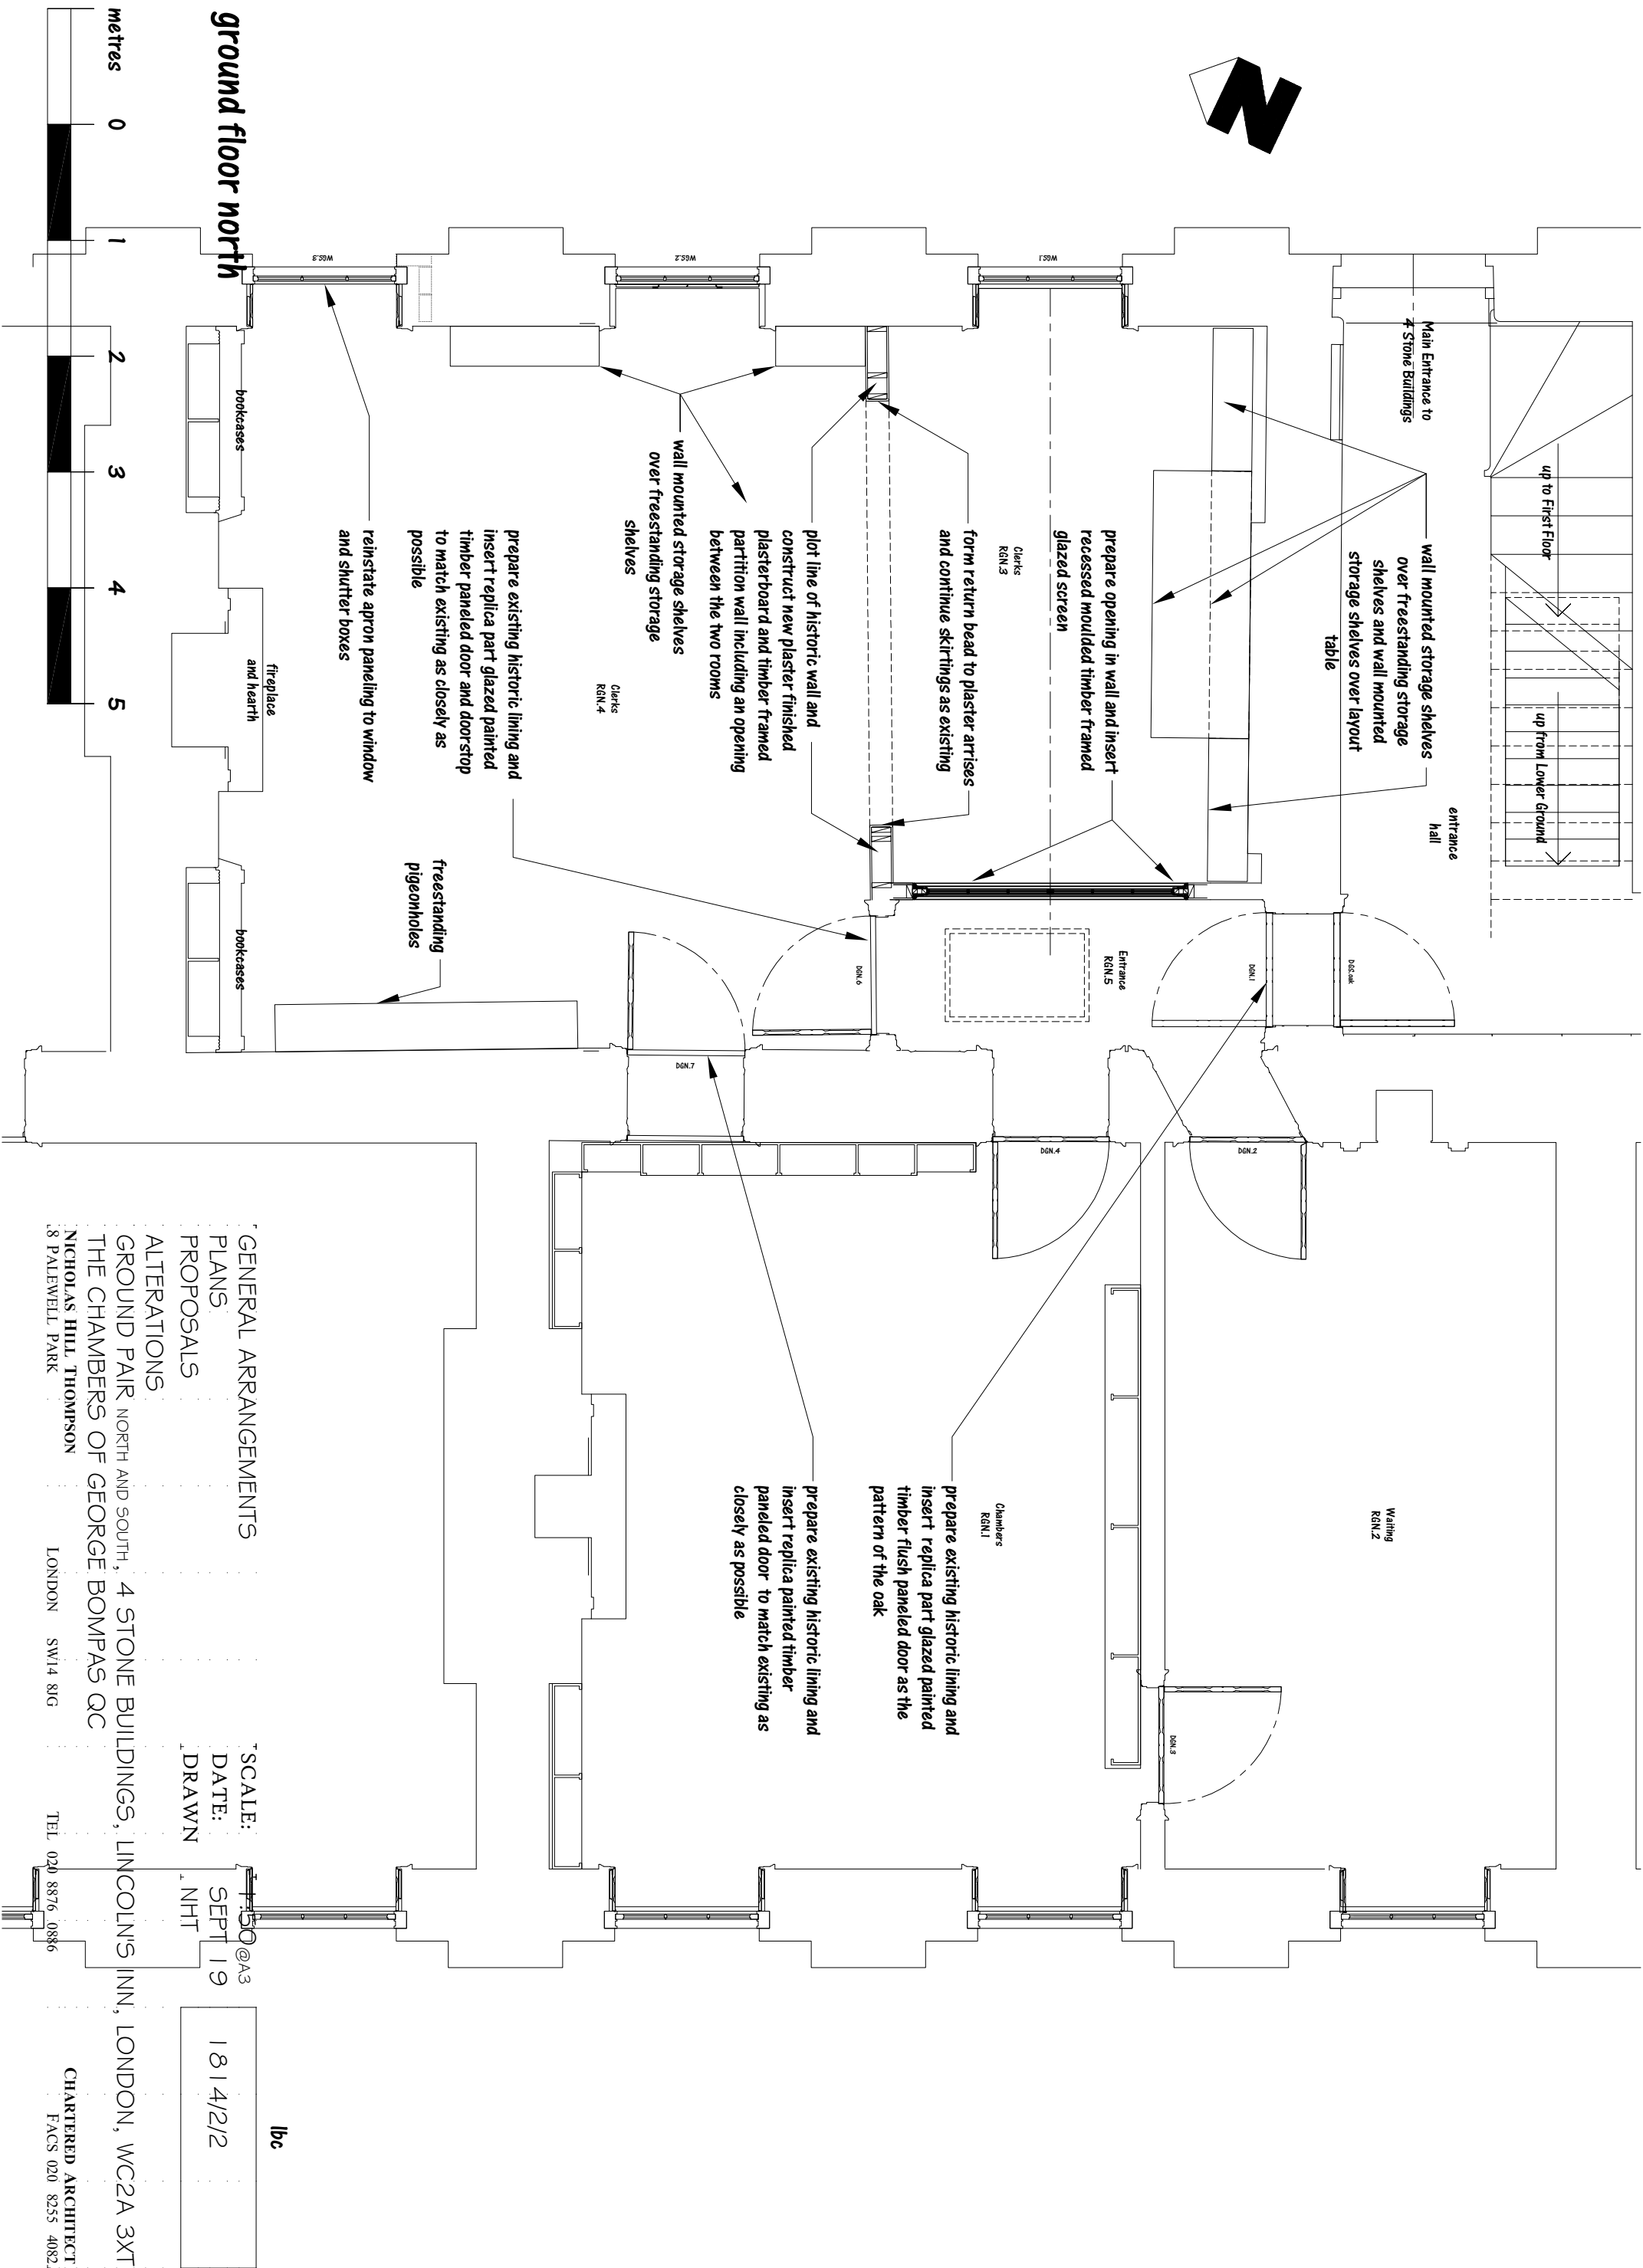 Main Entrance to
4 Stone Buildings
up to First Floor
up from Lower Ground
entrance
hall
wall mounted storage shelves
over freestanding storage
shelves and wall mounted
storage shelves over layout
table
prepare opening in wall and insert
recessed moulded timber framed
glazed screen
Clerks
RGN.3
form return bead to plaster arrises
and continue skirtings as existing
plot line of historic wall and
construct new plaster finished
plasterboard and timber framed
partition wall including an opening
between the two rooms
wall mounted storage shelves
over freestanding storage
shelves
Clerks
RGN.4
prepare existing historic lining and
insert replica part glazed painted
timber paneled door and doorstop
to match existing as closely as
possible
reinstate apron paneling to window
and shutter boxes
freestanding
pigeonholes
bookcases
fireplace
and hearth
bookcases
WGS.1
WGS.2
WGS.3
Entrance
RGN.5
DGS.oak
DGN.1
DGN.6
DGN.7
DGN.4
DGN.2
DGN.3
Waiting
RGN.2
Chambers
RGN.1
prepare existing historic lining and
insert replica part glazed painted
timber flush paneled door as the
pattern of the oak
prepare existing historic lining and
insert replica painted timber
paneled door to match existing as
closely as possible
ground floor north
metres 0 1 2 3 4 5
N
lbc
GENERAL ARRANGEMENTS
PLANS
PROPOSALS
ALTERATIONS
SCALE: 1:50 @A3
DATE: SEPT 19
DRAWN NHT
1814/2/2
GROUND PAIR NORTH AND SOUTH, 4 STONE BUILDINGS, LINCOLN'S INN, LONDON, WC2A 3XT
THE CHAMBERS OF GEORGE BOMPAS QC
NICHOLAS HILL THOMPSON CHARTERED ARCHITECT
8 PALEWELL PARK LONDON SW14 8JG TEL 020 8876 0886 FACS 020 8255 4082